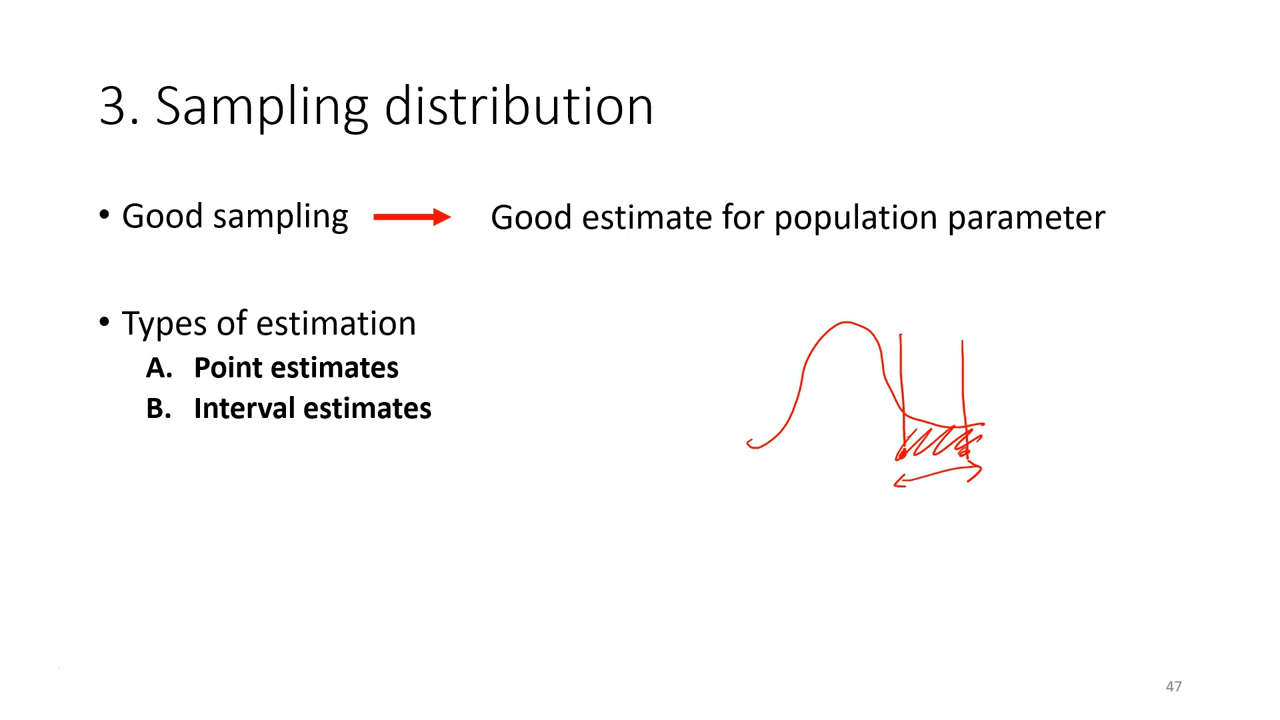 3. Sampling distribution
• Good sampling → Good estimate for population parameter
• Types of estimation
A. Point estimates
B. Interval estimates
47